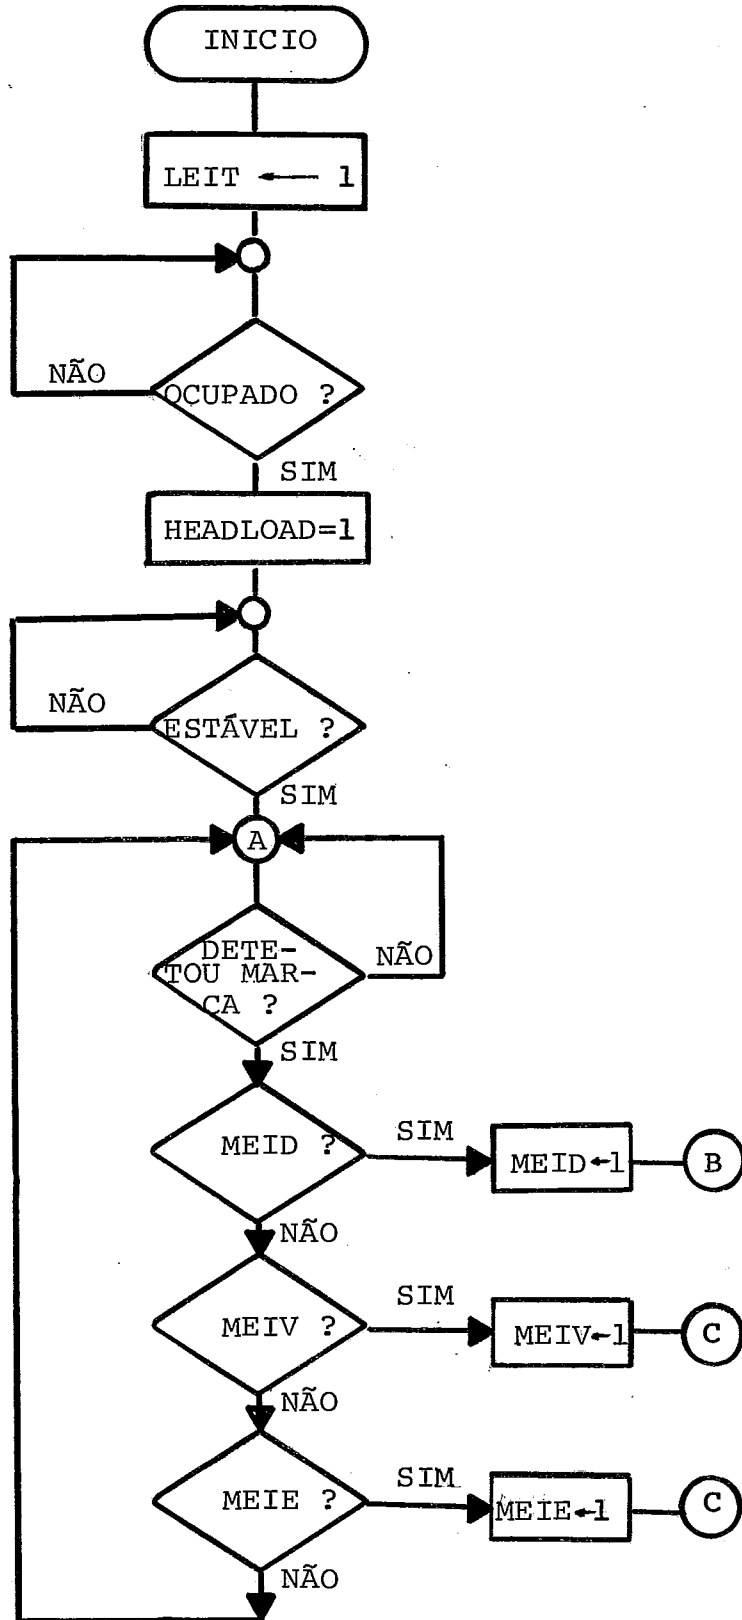 INICIO
LEIT ← 1
NÃO
OCUPADO ?
SIM
HEADLOAD=1
NÃO
ESTÁVEL ?
SIM
A
DETE-
TOU MAR-
CA ?
NÃO
SIM
MEID ?
SIM
MEID←1
B
NÃO
MEIV ?
SIM
MEIV←1
C
NÃO
MEIE ?
SIM
MEIE←1
C
NÃO